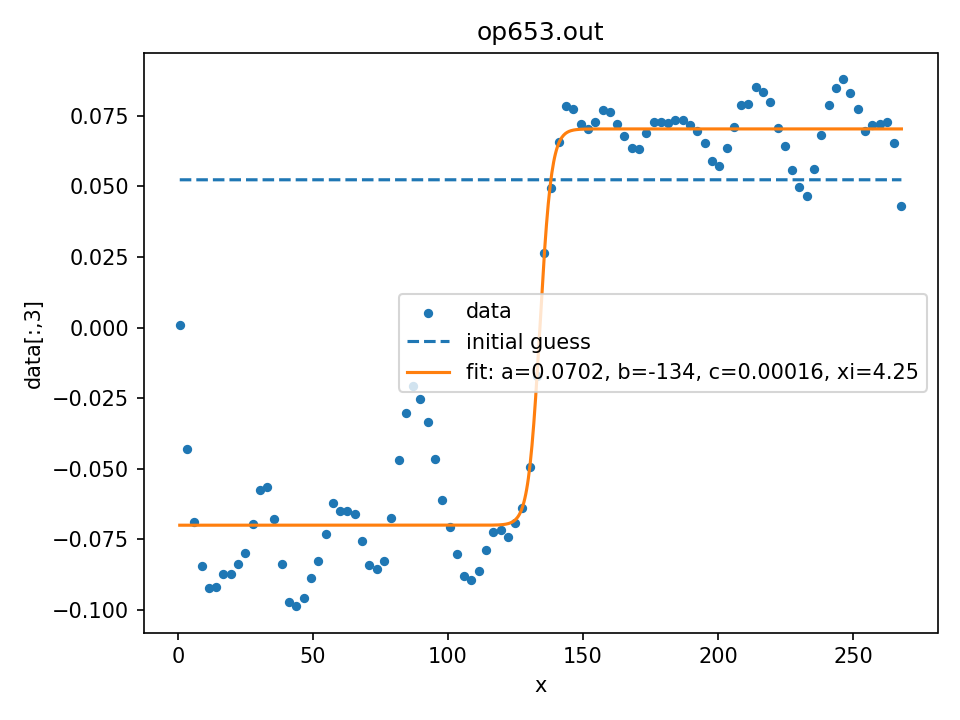 op653.out
0.075
0.050
0.025
0.000
−0.025
−0.050
−0.075
−0.100
data[:,3]
data
initial guess
fit: a=0.0702, b=-134, c=0.00016, xi=4.25
0 50 100 150 200 250
x